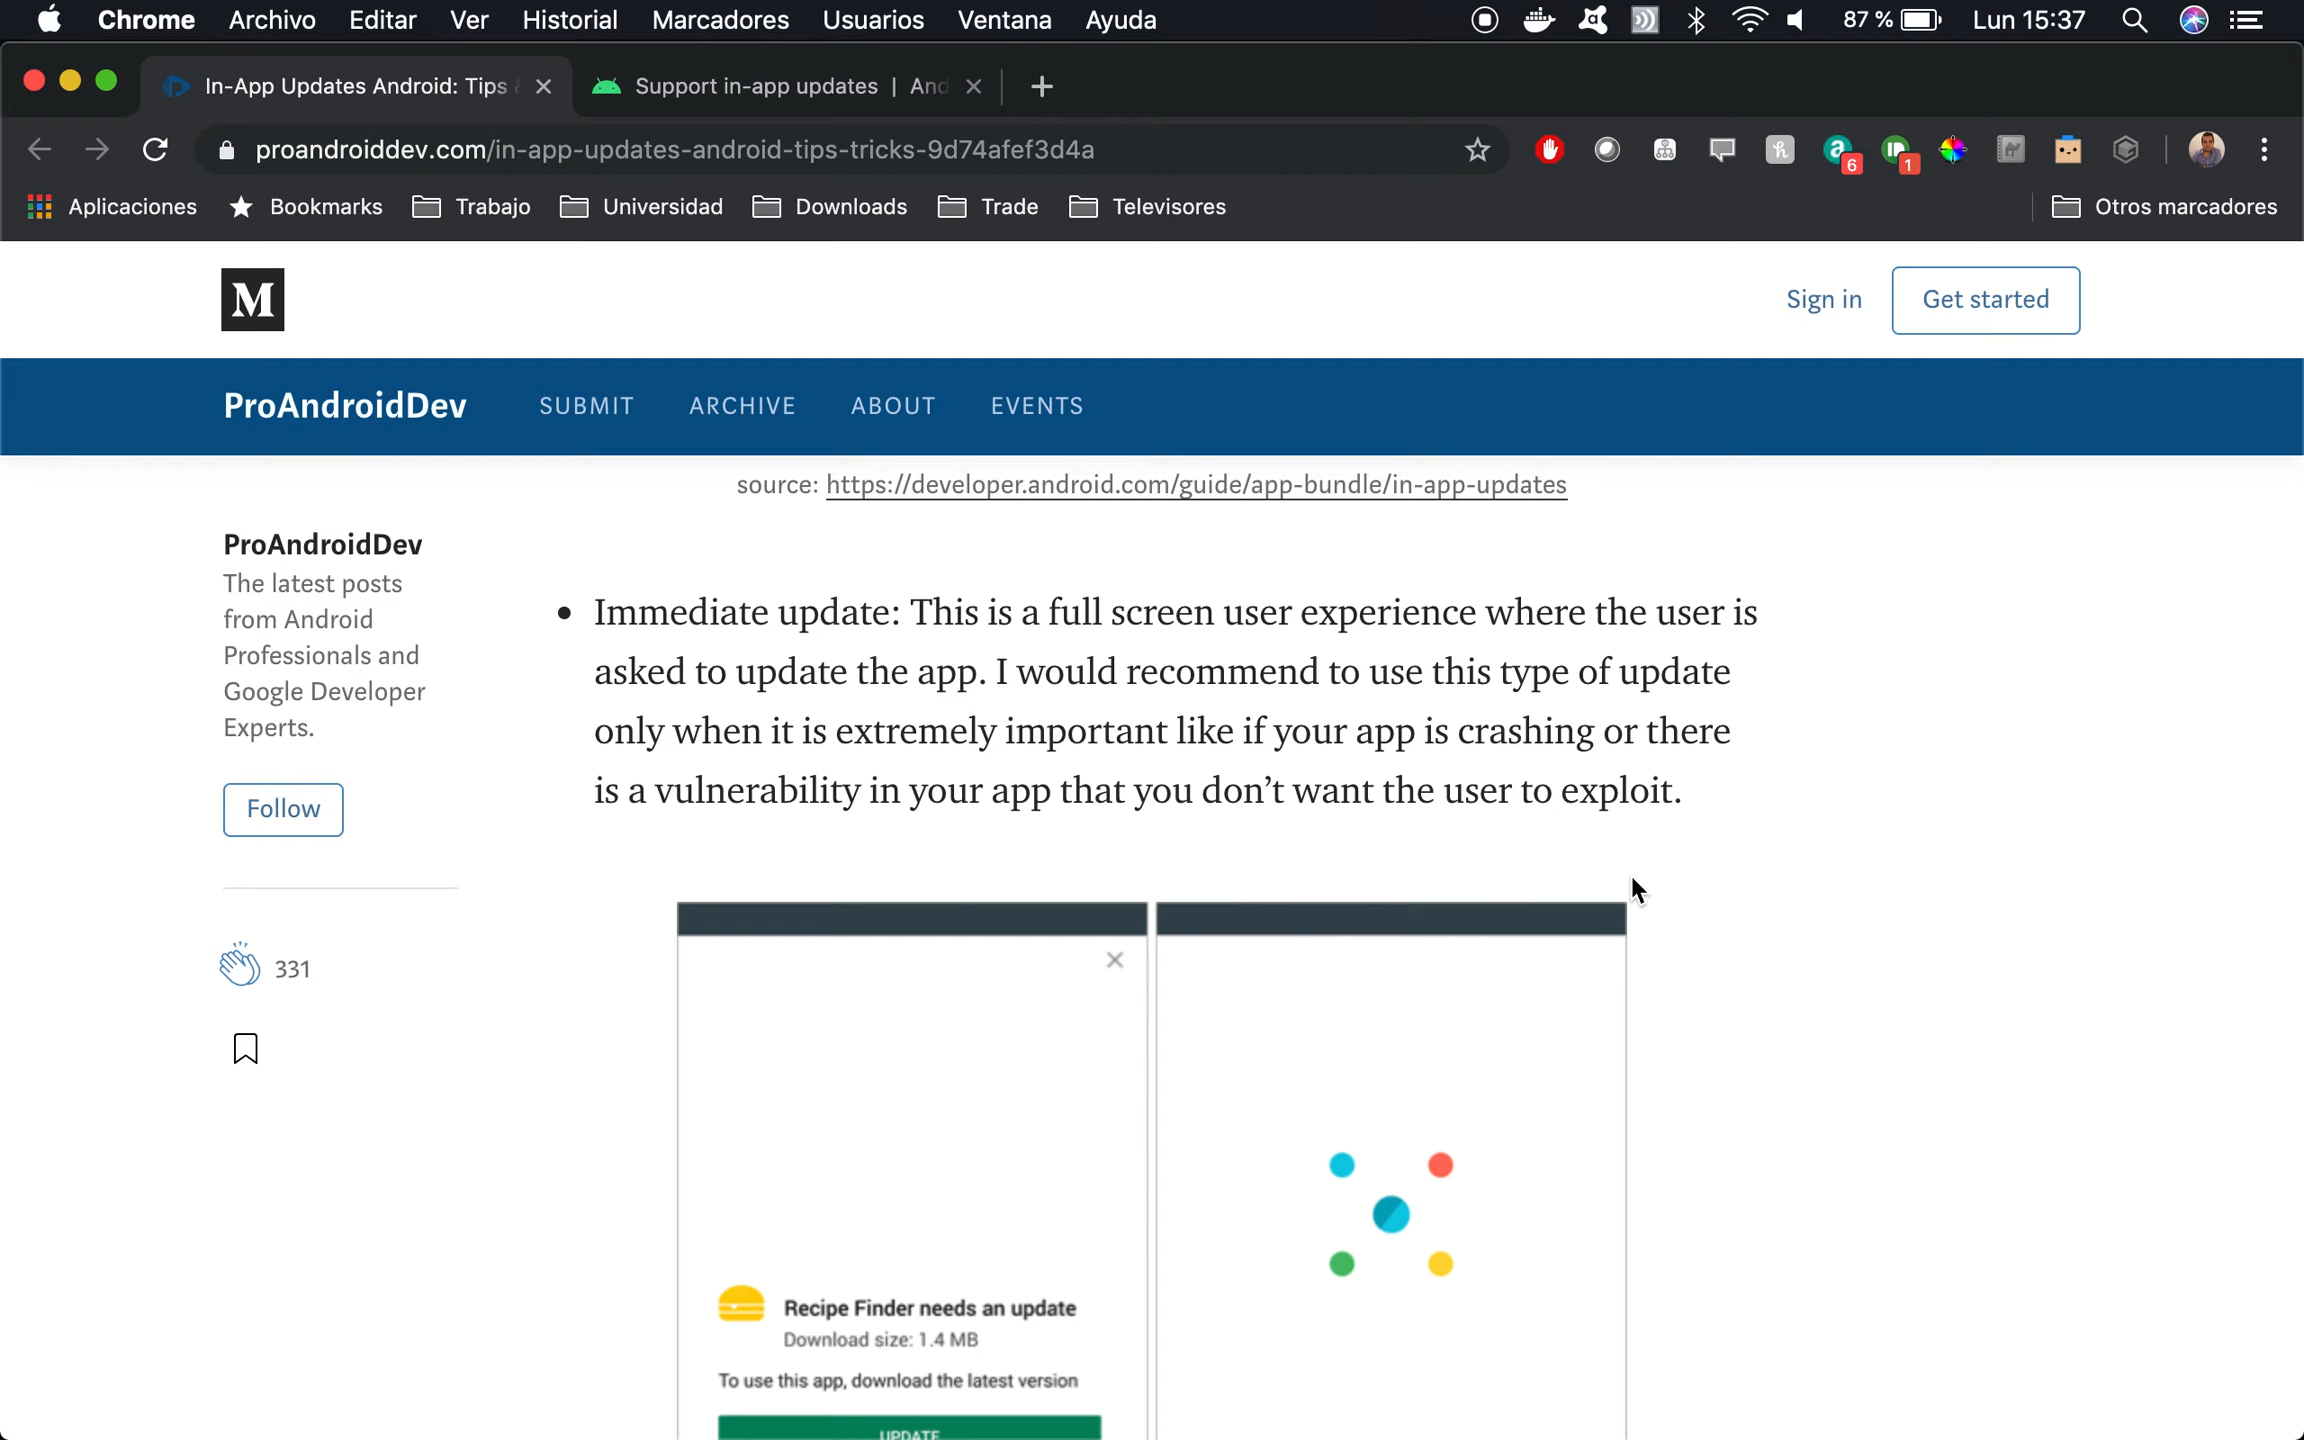 Chrome Archivo Editar Ver Historial Marcadores Usuarios Ventana Ayuda 87 % Lun 15:37
In-App Updates Android: Tips
Support in-app updates | And
proandroiddev.com/in-app-updates-android-tips-tricks-9d74afef3d4a
6
1
Aplicaciones Bookmarks Trabajo Universidad Downloads Trade Televisores Otros marcadores
M
Sign in Get started
ProAndroidDev SUBMIT ARCHIVE ABOUT EVENTS
source: https://developer.android.com/guide/app-bundle/in-app-updates
ProAndroidDev
The latest posts
from Android
Professionals and
Google Developer
Experts.
Follow
331
• Immediate update: This is a full screen user experience where the user is
asked to update the app. I would recommend to use this type of update
only when it is extremely important like if your app is crashing or there
is a vulnerability in your app that you don’t want the user to exploit.
Recipe Finder needs an update
Download size: 1.4 MB
To use this app, download the latest version
UPDATE